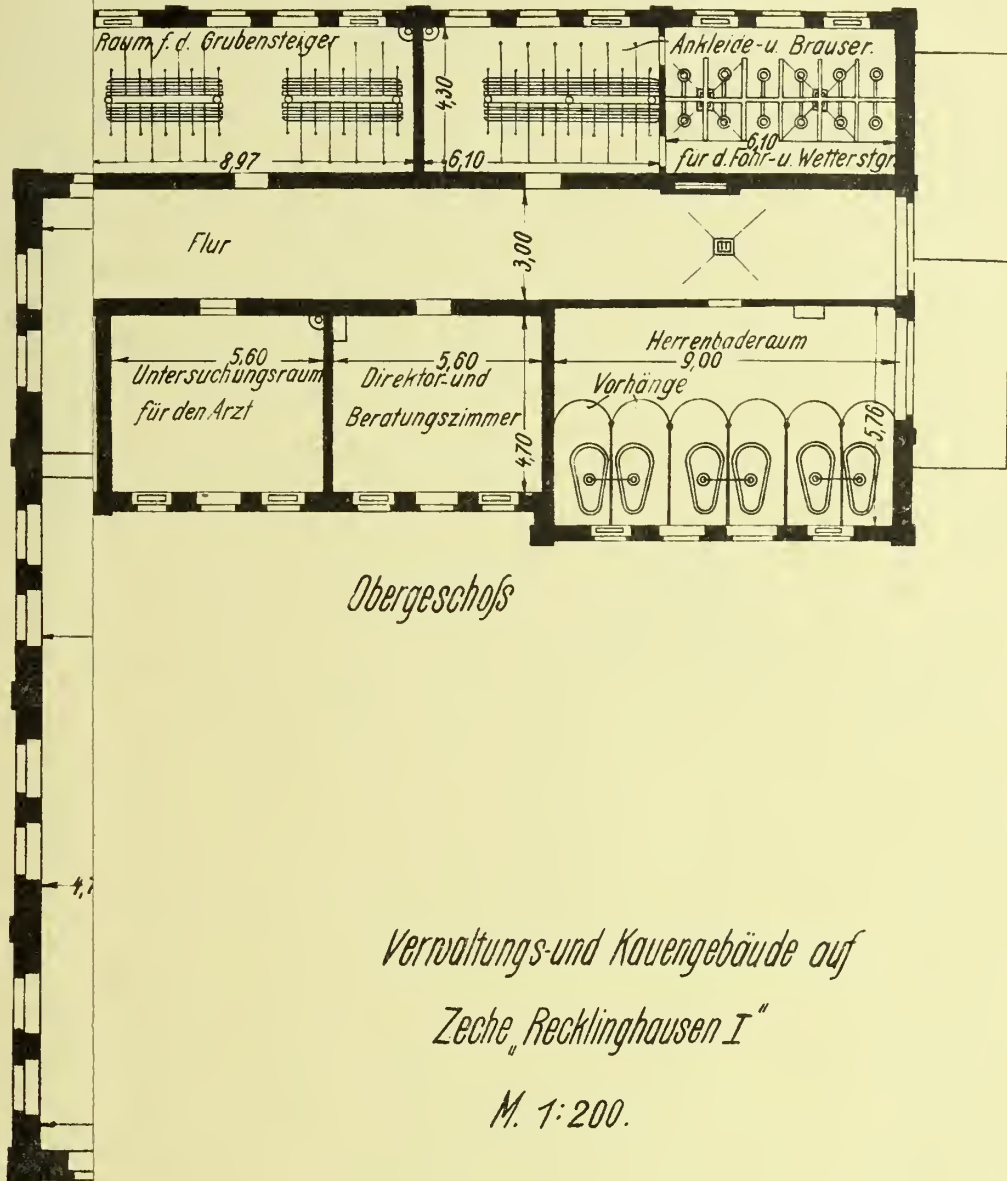 Raum f. d. Grubensteiger
Ankleide-u. Brauser.
4,30
8,97
6,10
6,10
für d. Fahr-u. Wetterstgr.
Flur
3,00
5,60
Untersuchungsraum
für den Arzt
5,60
Direktor-und
Beratungszimmer
4,70
Herrenbaderaum
9,00
Vorhänge
5,76
Obergeschoß
4,7
Verwaltungs-und Kauengebäude auf
Zeche „Recklinghausen I“
M. 1:200.